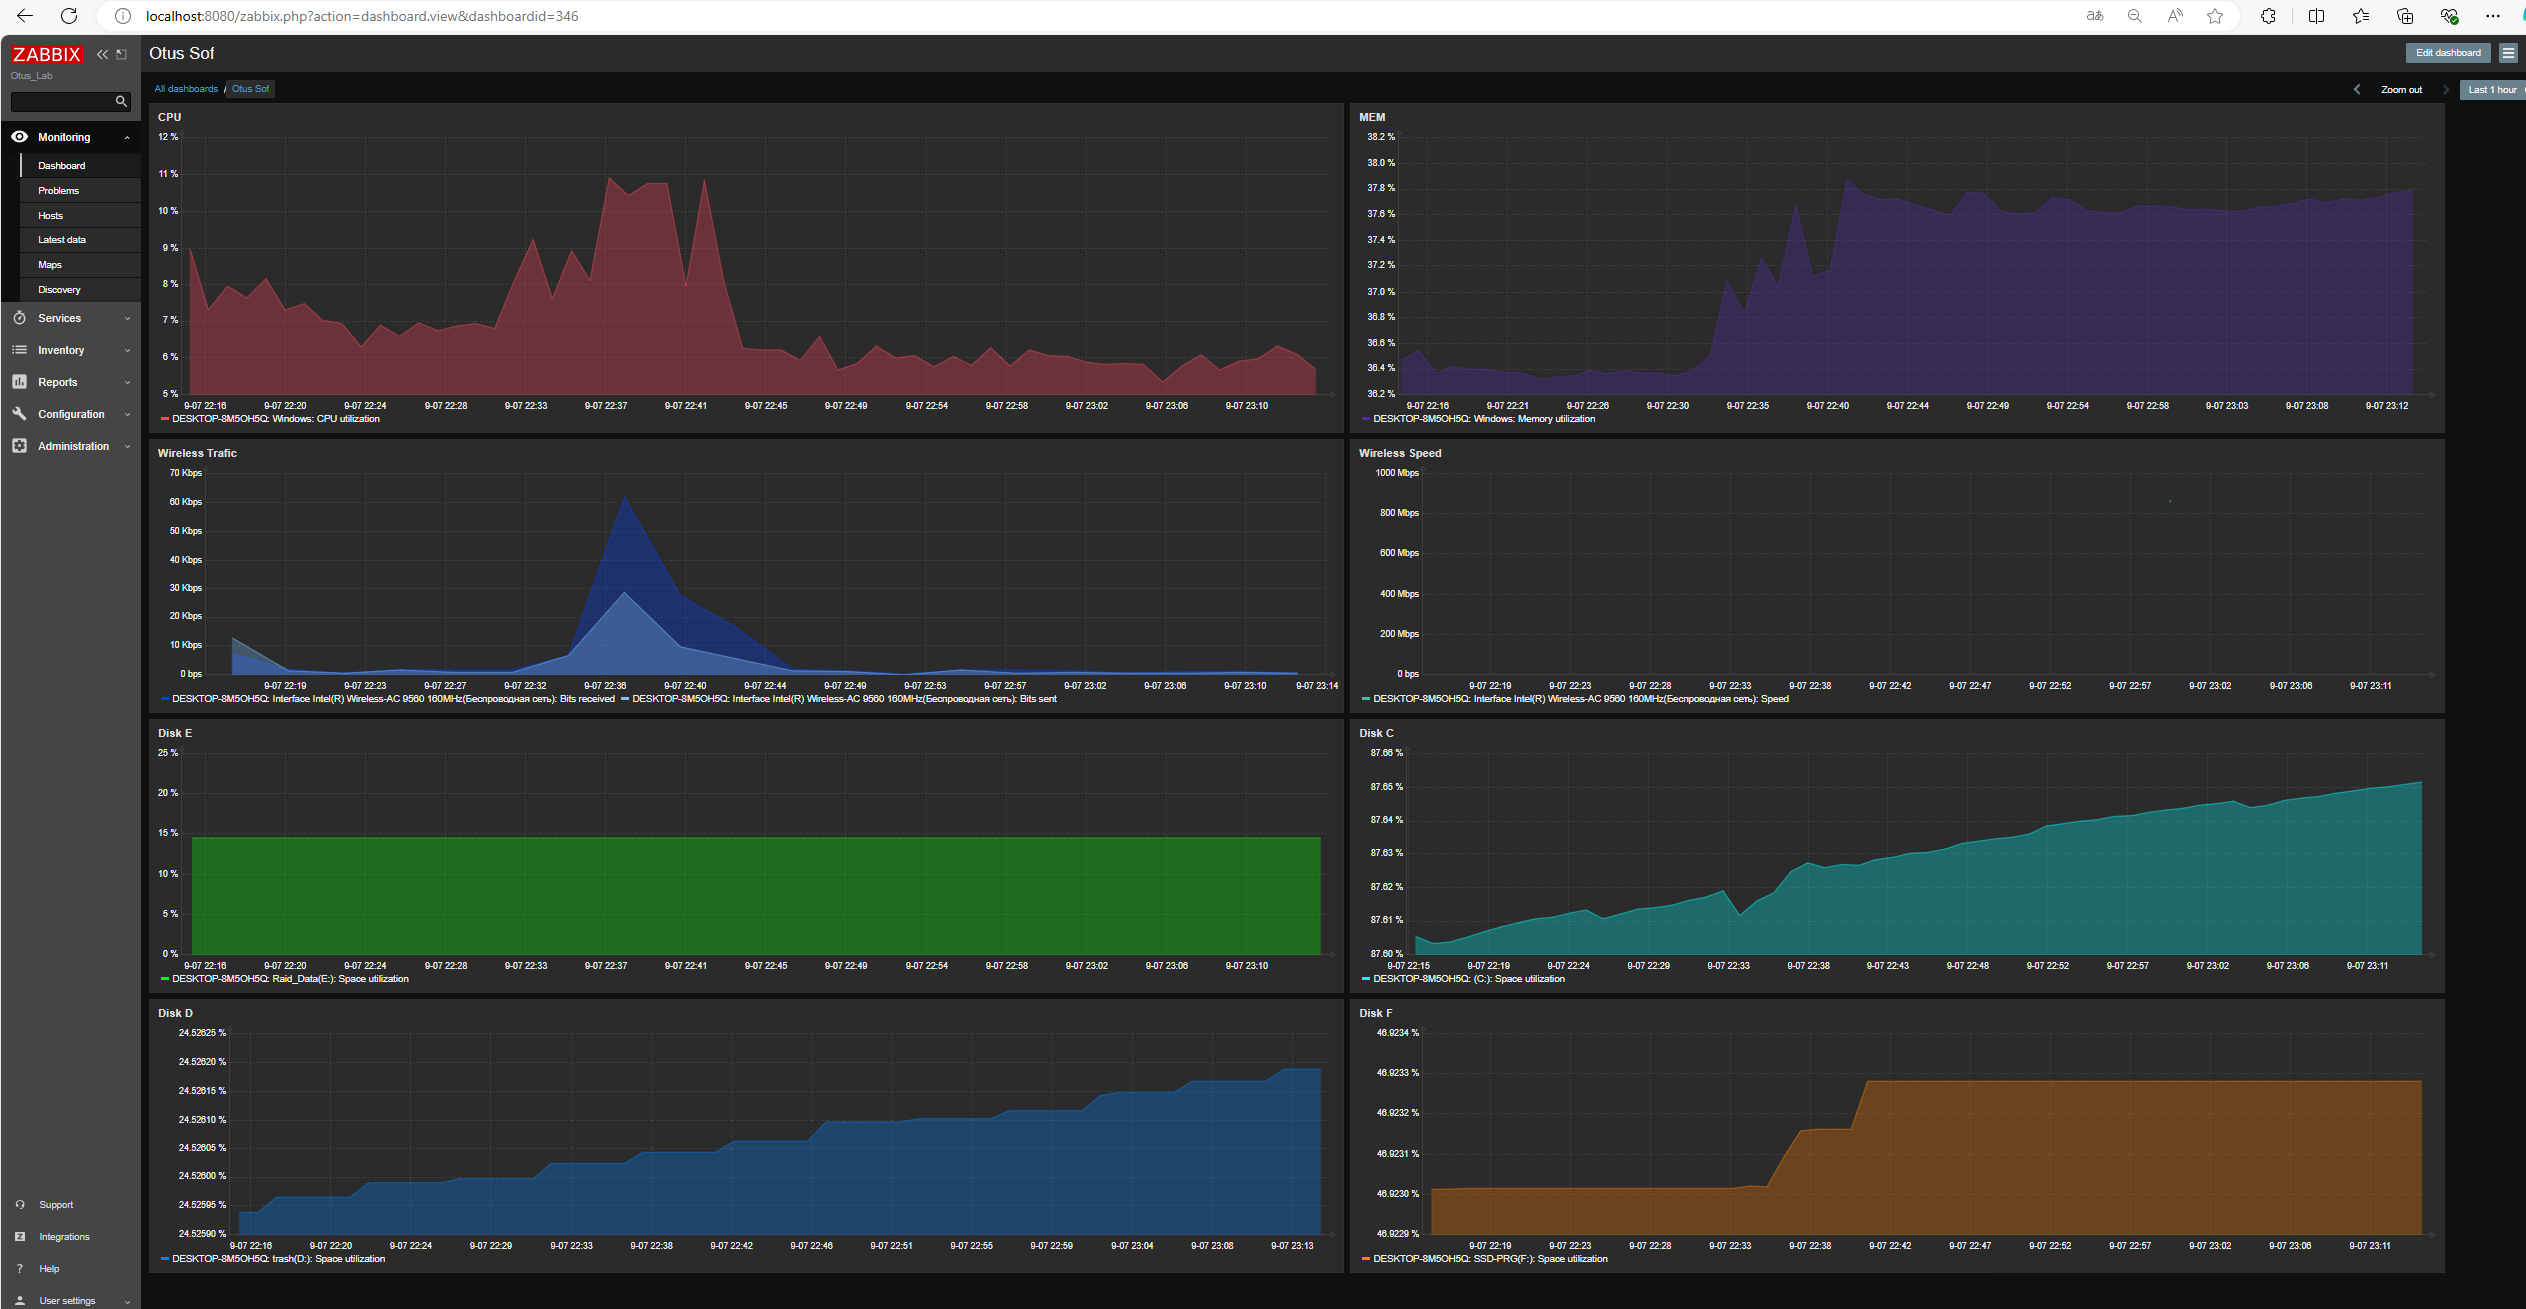 localhost:8080/zabbix.php?action=dashboard.view&dashboardid=346
aあ
ZABBIX
Otus_Lab
Monitoring
Dashboard
Problems
Hosts
Latest data
Maps
Discovery
Services
Inventory
Reports
Configuration
Administration
Support
Integrations
Help
User settings
Otus Sof
Edit dashboard
All dashboards / Otus Sof
Zoom out
Last 1 hour
CPU
12 %
11 %
10 %
9 %
8 %
7 %
6 %
5 %
9-07 22:16 9-07 22:20 9-07 22:24 9-07 22:28 9-07 22:33 9-07 22:37 9-07 22:41 9-07 22:45 9-07 22:49 9-07 22:54 9-07 22:58 9-07 23:02 9-07 23:06 9-07 23:10
DESKTOP-8M5OH5Q: Windows: CPU utilization
MEM
38.2 %
38.0 %
37.8 %
37.6 %
37.4 %
37.2 %
37.0 %
36.8 %
36.6 %
36.4 %
36.2 %
9-07 22:16 9-07 22:21 9-07 22:26 9-07 22:30 9-07 22:35 9-07 22:40 9-07 22:44 9-07 22:49 9-07 22:54 9-07 22:58 9-07 23:03 9-07 23:08 9-07 23:12
DESKTOP-8M5OH5Q: Windows: Memory utilization
Wireless Trafic
70 Kbps
60 Kbps
50 Kbps
40 Kbps
30 Kbps
20 Kbps
10 Kbps
0 bps
9-07 22:19 9-07 22:23 9-07 22:27 9-07 22:32 9-07 22:36 9-07 22:40 9-07 22:44 9-07 22:49 9-07 22:53 9-07 22:57 9-07 23:02 9-07 23:06 9-07 23:10 9-07 23:14
DESKTOP-8M5OH5Q: Interface Intel(R) Wireless-AC 9560 160MHz(Беспроводная сеть): Bits received DESKTOP-8M5OH5Q: Interface Intel(R) Wireless-AC 9560 160MHz(Беспроводная сеть): Bits sent
Wireless Speed
1000 Mbps
800 Mbps
600 Mbps
400 Mbps
200 Mbps
0 bps
9-07 22:19 9-07 22:23 9-07 22:28 9-07 22:33 9-07 22:38 9-07 22:42 9-07 22:47 9-07 22:52 9-07 22:57 9-07 23:02 9-07 23:06 9-07 23:11
DESKTOP-8M5OH5Q: Interface Intel(R) Wireless-AC 9560 160MHz(Беспроводная сеть): Speed
Disk E
25 %
20 %
15 %
10 %
5 %
0 %
9-07 22:16 9-07 22:20 9-07 22:24 9-07 22:28 9-07 22:33 9-07 22:37 9-07 22:41 9-07 22:45 9-07 22:49 9-07 22:54 9-07 22:58 9-07 23:02 9-07 23:06 9-07 23:10
DESKTOP-8M5OH5Q: Raid_Data(E:): Space utilization
Disk C
87.66 %
87.65 %
87.64 %
87.63 %
87.62 %
87.61 %
87.60 %
9-07 22:15 9-07 22:19 9-07 22:24 9-07 22:29 9-07 22:33 9-07 22:38 9-07 22:43 9-07 22:48 9-07 22:52 9-07 22:57 9-07 23:02 9-07 23:06 9-07 23:11
DESKTOP-8M5OH5Q: (C:): Space utilization
Disk D
24.52625 %
24.52620 %
24.52615 %
24.52610 %
24.52605 %
24.52600 %
24.52595 %
24.52590 %
9-07 22:16 9-07 22:20 9-07 22:24 9-07 22:29 9-07 22:33 9-07 22:38 9-07 22:42 9-07 22:46 9-07 22:51 9-07 22:55 9-07 22:59 9-07 23:04 9-07 23:08 9-07 23:13
DESKTOP-8M5OH5Q: trash(D:): Space utilization
Disk F
46.9234 %
46.9233 %
46.9232 %
46.9231 %
46.9230 %
46.9229 %
9-07 22:19 9-07 22:23 9-07 22:28 9-07 22:33 9-07 22:38 9-07 22:42 9-07 22:47 9-07 22:52 9-07 22:57 9-07 23:02 9-07 23:06 9-07 23:11
DESKTOP-8M5OH5Q: SSD-PRG(F:): Space utilization